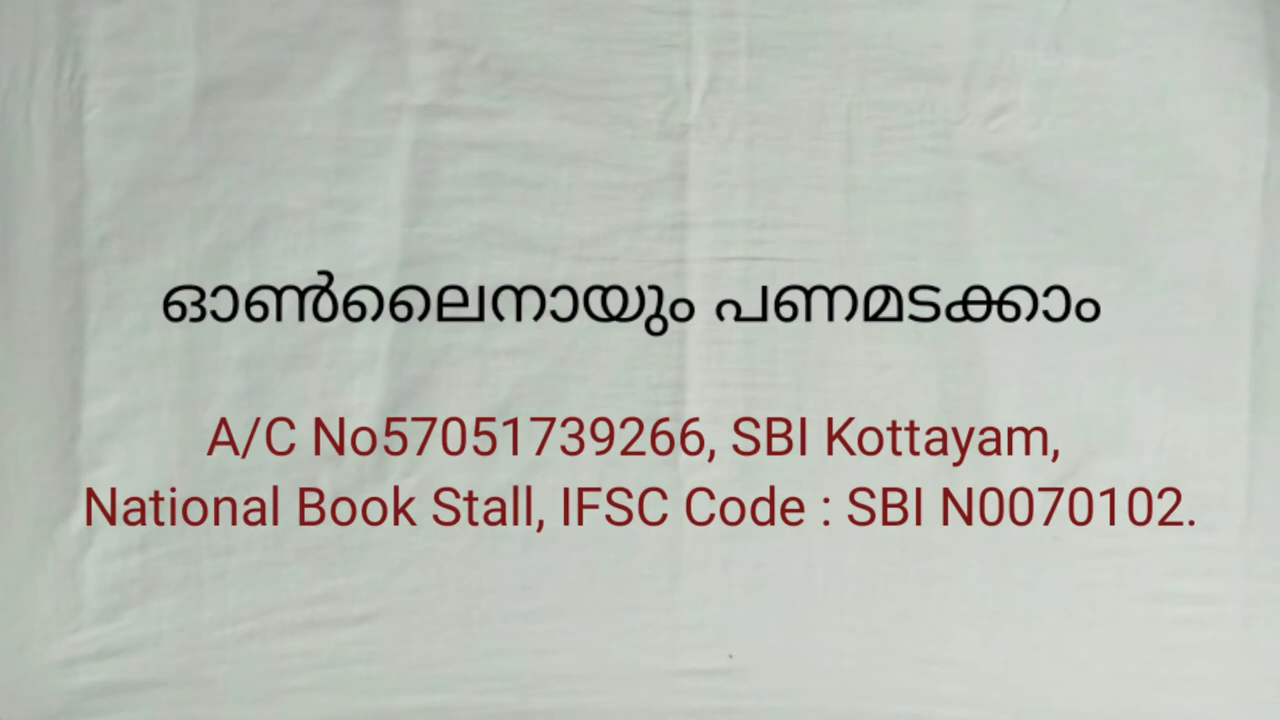 ഓൺലൈനായും പണമടക്കാം
A/C No57051739266, SBI Kottayam,
National Book Stall, IFSC Code : SBI N0070102.